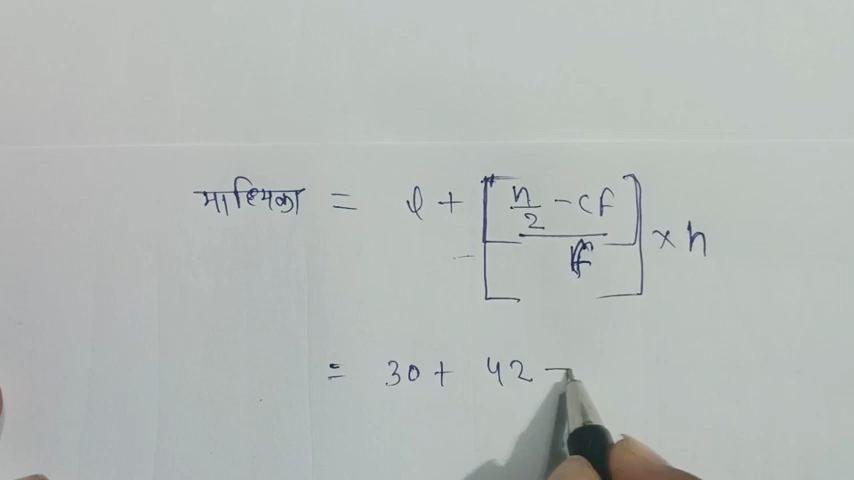 माध्यिका = l + [ n/2 - cf / f ] × h
= 30 + 42 -